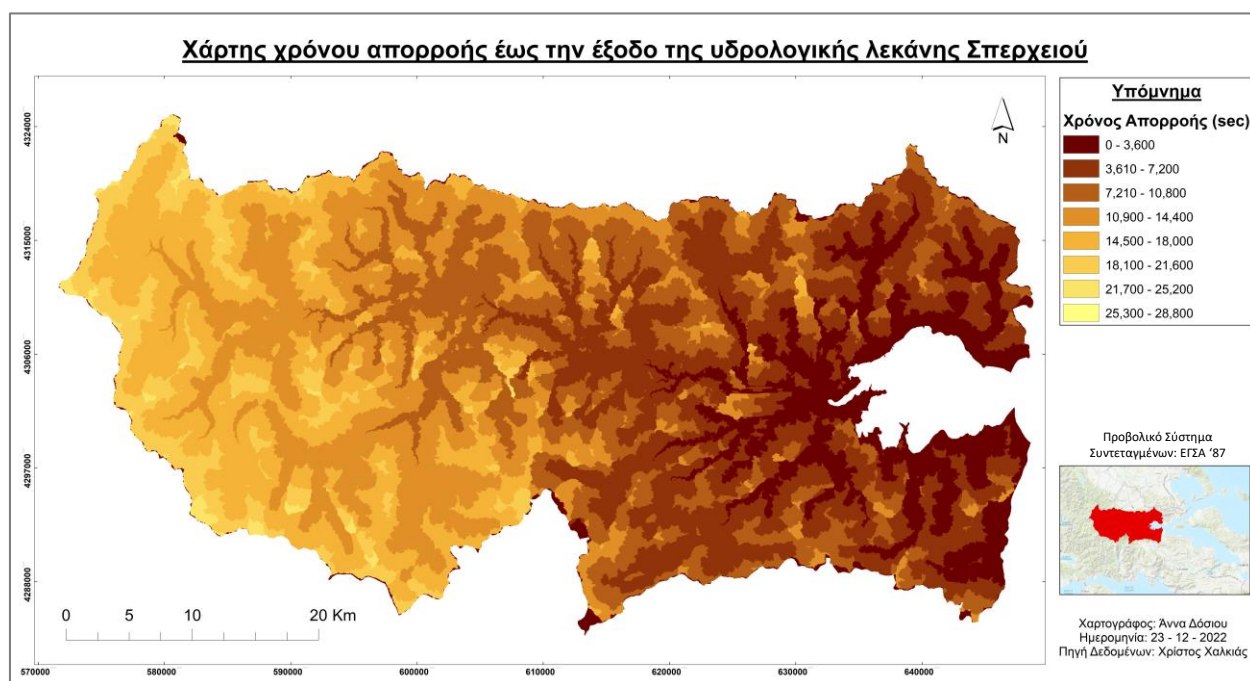 Χάρτης χρόνου απορροής έως την έξοδο της υδρολογικής λεκάνης Σπερχειού
Υπόμνημα
Χρόνος Απορροής (sec)
0 - 3,600
3,610 - 7,200
7,210 - 10,800
10,900 - 14,400
14,500 - 18,000
18,100 - 21,600
21,700 - 25,200
25,300 - 28,800
N
4324000
4315000
4306000
4297000
4288000
0 5 10 20 Km
570000 580000 590000 600000 610000 620000 630000 640000
Προβολικό Σύστημα
Συντεταγμένων: ΕΓΣΑ ‘87
Χαρτογράφος: Άννα Δόσιου
Ημερομηνία: 23 - 12 - 2022
Πηγή Δεδομένων: Χρίστος Χαλκιάς